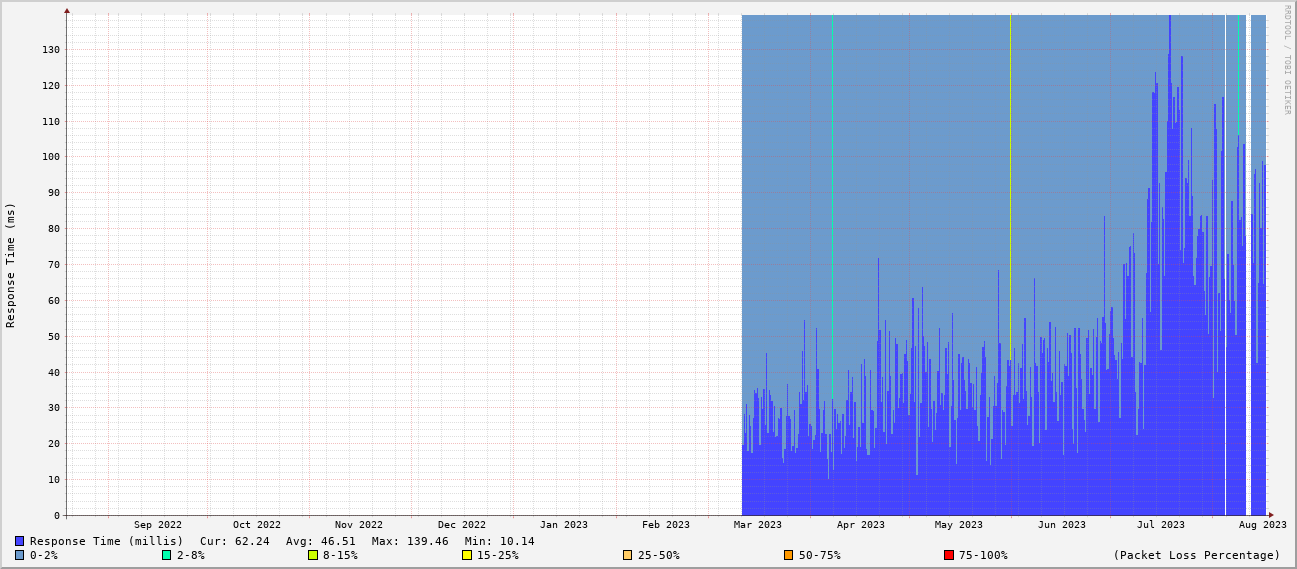 RRDTOOL / TOBI OETIKER
Response Time (ms)
130
120
110
100
90
80
70
60
50
40
30
20
10
0
Sep 2022 Oct 2022 Nov 2022 Dec 2022 Jan 2023 Feb 2023 Mar 2023 Apr 2023 May 2023 Jun 2023 Jul 2023 Aug 2023
Response Time (millis) Cur: 62.24 Avg: 46.51 Max: 139.46 Min: 10.14
0-2% 2-8% 8-15% 15-25% 25-50% 50-75% 75-100% (Packet Loss Percentage)